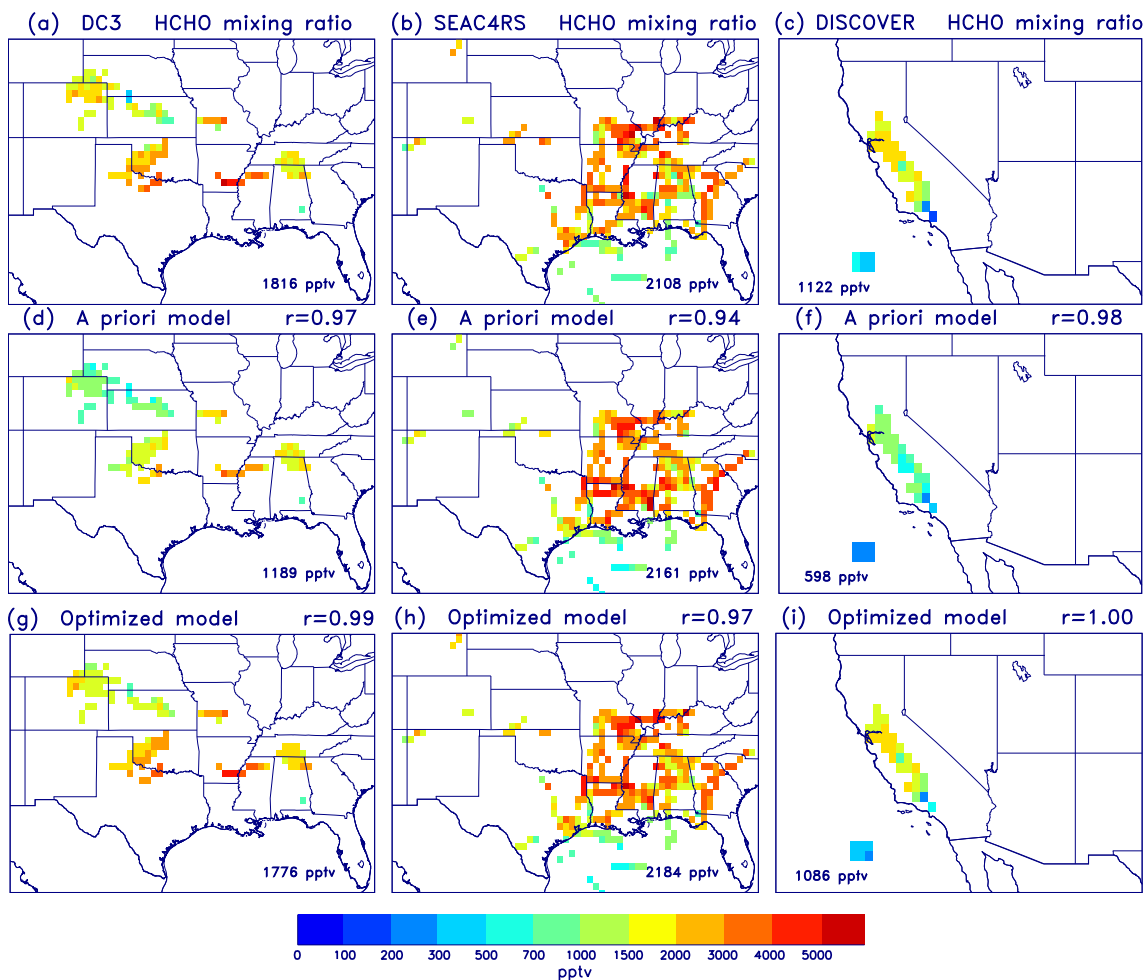 (a) DC3 HCHO mixing ratio
(b) SEAC4RS HCHO mixing ratio
(c) DISCOVER HCHO mixing ratio
1816 pptv
2108 pptv
1122 pptv
(d) A priori model r=0.97
(e) A priori model r=0.94
(f) A priori model r=0.98
1189 pptv
2161 pptv
598 pptv
(g) Optimized model r=0.99
(h) Optimized model r=0.97
(i) Optimized model r=1.00
1776 pptv
2184 pptv
1086 pptv
0 100 200 300 500 700 1000 1500 2000 3000 4000 5000
pptv